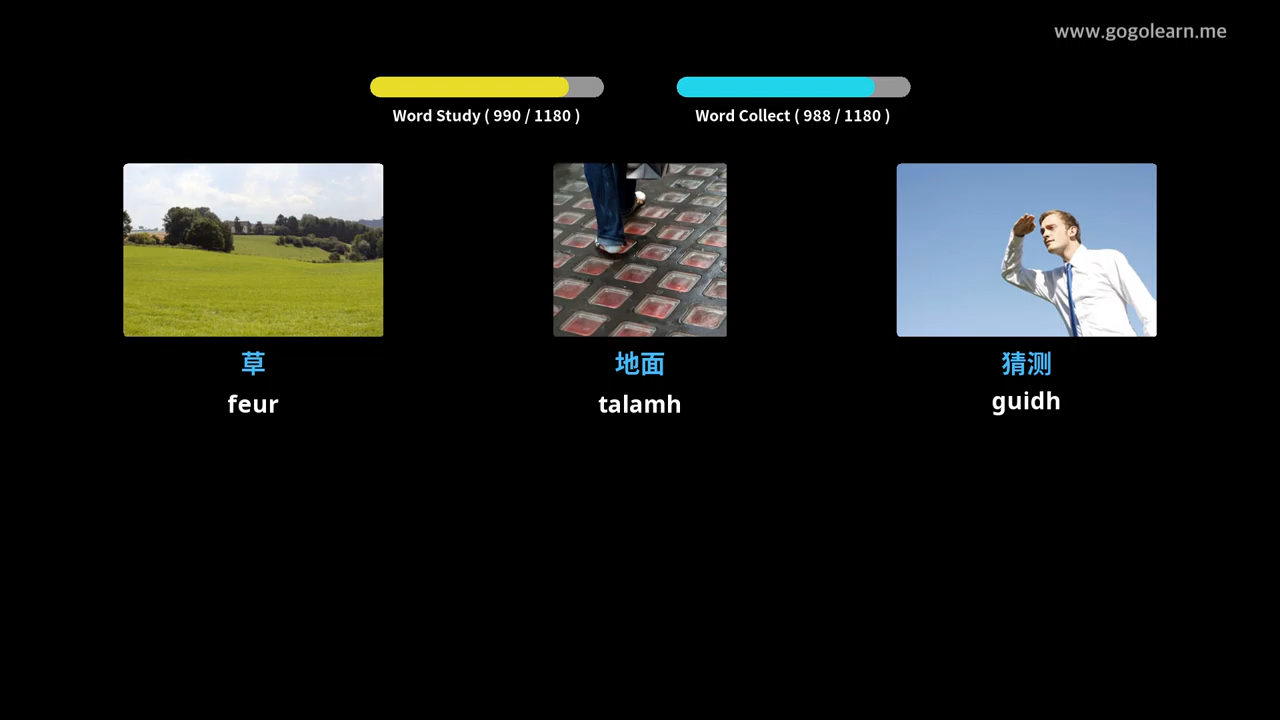 www.gogolearn.me
Word Study ( 990 / 1180 )
Word Collect ( 988 / 1180 )
草
地面
猜测
feur
talamh
guidh